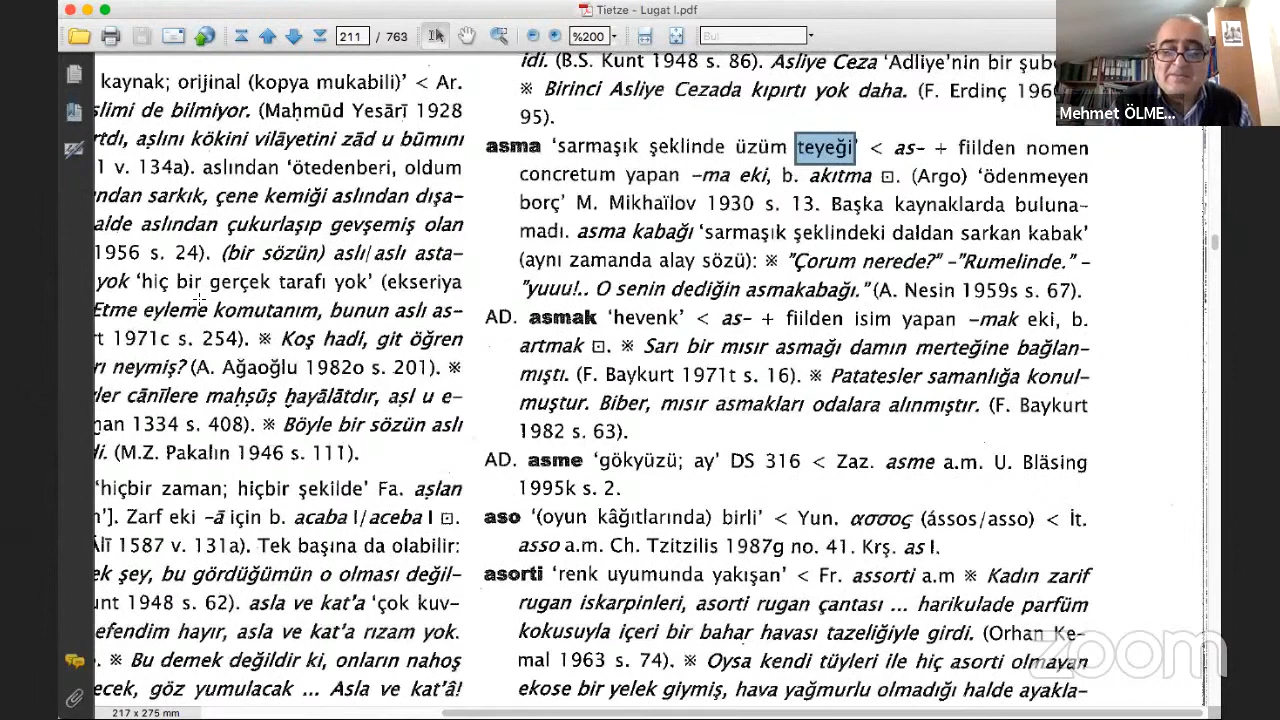 Tietze - Lugat I.pdf
211 / 763
%200
Bul
Mehmet ÖLME...
kaynak; orijinal (kopya mukabili)' < Ar.
slimi de bilmiyor. (Maḥmūd Yesārī 1928
rtdı, aşlını kökini vilāyetini zād u būmını
1 v. 134a). aslından 'ötedenberi, oldum
ından sarkık, çene kemiği aslından dışa–
alde aslından çukurlaşıp gevşemiş olan
1956 s. 24). (bir sözün) aslı/aslı asta–
yok 'hiç bir gerçek tarafı yok' (ekseriya
Etme eyleme komutanım, bunun aslı as–
rt 1971c s. 254). ※ Koş hadi, git öğren
rı neymiş? (A. Ağaoğlu 1982o s. 201). ※
yler cānīlere maḫṣūṣ ḫayālātdır, aṣl u e–
nan 1334 s. 408). ※ Böyle bir sözün aslı
di. (M.Z. Pakalın 1946 s. 111).
'hiçbir zaman; hiçbir şekilde' Fa. aşlan
n']. Zarf eki –ā için b. acaba I/aceba I ⊡.
Ālī 1587 v. 131a). Tek başına da olabilir:
ek şey, bu gördüğümün o olması değil–
unt 1948 s. 62). asla ve kat'a 'çok kuv–
efendim hayır, asla ve kat'a rızam yok.
※ Bu demek değildir ki, onların nahoş
ecek, göz yumulacak ... Asla ve kat'â!
idi. (B.S. Kunt 1948 s. 86). Asliye Ceza 'Adliye'nin bir şube
※ Birinci Asliye Cezada kıpırtı yok daha. (F. Erdinç 196
95).
asma 'sarmaşık şeklinde üzüm teyeği' < as– + fiilden nomen
concretum yapan –ma eki, b. akıtma ⊡. (Argo) 'ödenmeyen
borç' M. Mikhaïlov 1930 s. 13. Başka kaynaklarda buluna–
madı. asma kabağı 'sarmaşık şeklindeki daldan sarkan kabak'
(aynı zamanda alay sözü): ※ "Çorum nerede?" –"Rumelinde." –
"yuuu!.. O senin dediğin asmakabağı." (A. Nesin 1959s s. 67).
AD. asmak 'hevenk' < as– + fiilden isim yapan –mak eki, b.
artmak ⊡. ※ Sarı bir mısır asmağı damın merteğine bağlan–
mıştı. (F. Baykurt 1971t s. 16). ※ Patatesler samanlığa konul–
muştur. Biber, mısır asmakları odalara alınmıştır. (F. Baykurt
1982 s. 63).
AD. asme 'gökyüzü; ay' DS 316 < Zaz. asme a.m. U. Bläsing
1995k s. 2.
aso '(oyun kâğıtlarında) birli' < Yun. ασσος (ássos/asso) < İt.
asso a.m. Ch. Tzitzilis 1987g no. 41. Krş. as I.
asorti 'renk uyumunda yakışan' < Fr. assorti a.m ※ Kadın zarif
rugan iskarpinleri, asorti rugan çantası ... harikulade parfüm
kokusuyla içeri bir bahar havası tazeliğiyle girdi. (Orhan Ke–
mal 1963 s. 74). ※ Oysa kendi tüyleri ile hiç asorti olmayan
ekose bir yelek giymiş, hava yağmurlu olmadığı halde ayakla–
zoom
217 x 275 mm